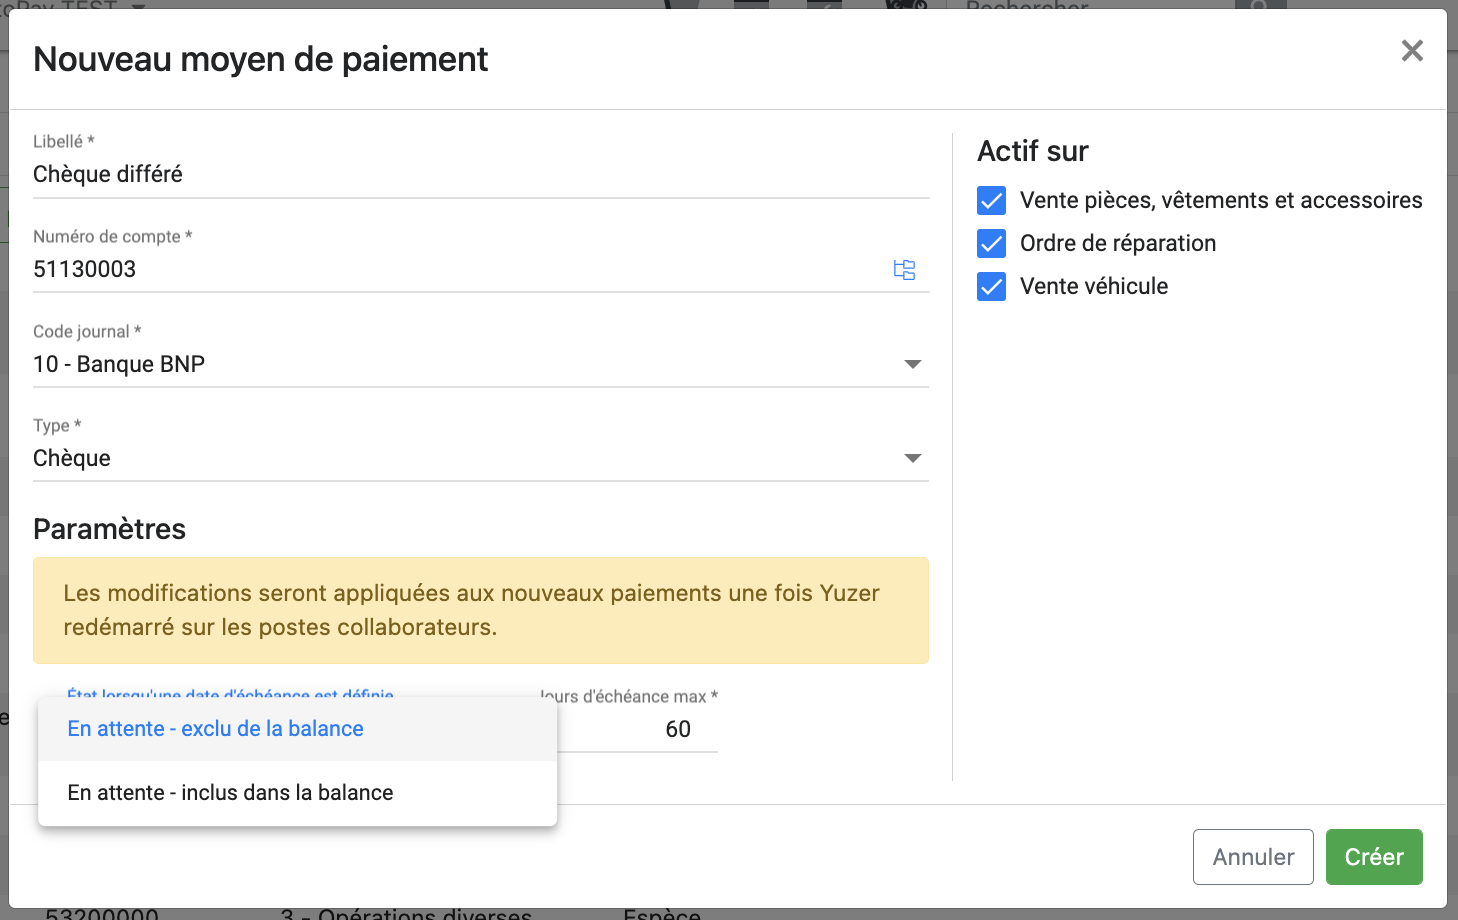 Nouveau moyen de paiement
Libellé *
Chèque différé
Numéro de compte *
51130003
Code journal *
10 - Banque BNP
Type *
Chèque
Paramètres
Les modifications seront appliquées aux nouveaux paiements une fois Yuzer
redémarré sur les postes collaborateurs.
État lorsqu'une date d'échéance est définie
Jours d'échéance max *
En attente - exclu de la balance
60
En attente - inclus dans la balance
Actif sur
Vente pièces, vêtements et accessoires
Ordre de réparation
Vente véhicule
Annuler
Créer
53200000
3 - Opérations diverses
Espèce